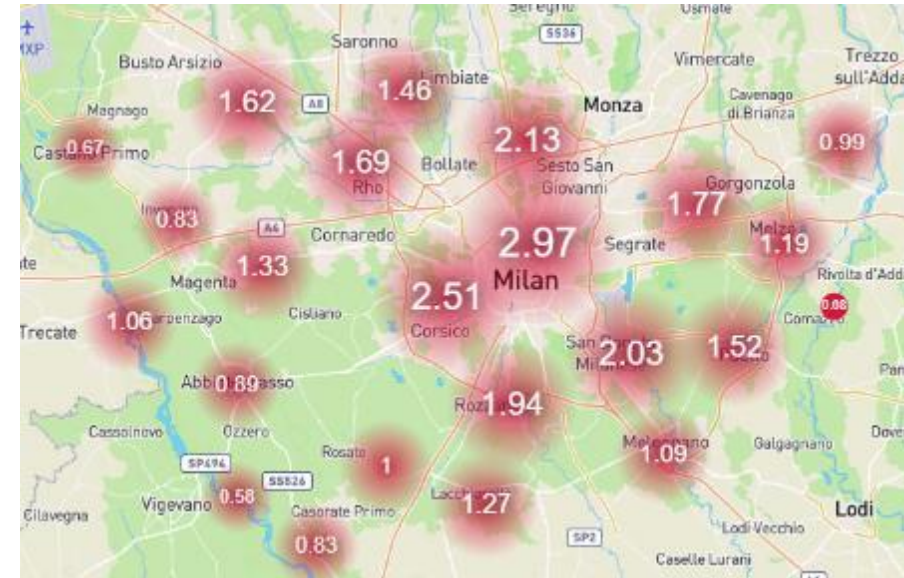 Seregno
Usmate
MXP
SS36
Saronno
Busto Arsizio
Vimercate
Trezzo
sull'Adda
Limbiate
1.46
1.62
A8
Cavenago
di Brianza
Magnago
Monza
2.13
0.99
0.67
Castano Primo
1.69
Rho
Bollate
Sesto San
Giovanni
Gorgonzola
1.77
0.83
A4
Cornaredo
2.97
Segrate
Melzo
1.19
1.33
Magenta
Milan
Rivolta d'Adda
2.51
Corsico
Cisliano
0.08
1.06
Trecate
San
2.03
1.52
0.89
1.94
Cassolnovo
Ozzero
Rosate
1
Melegnano
1.09
Galgagnano
SP494
SS526
0.58
Vigevano
Casorate Primo
1.27
Lodi
Cilavegna
0.83
SP2
Lodi Vecchio
Caselle Lurani